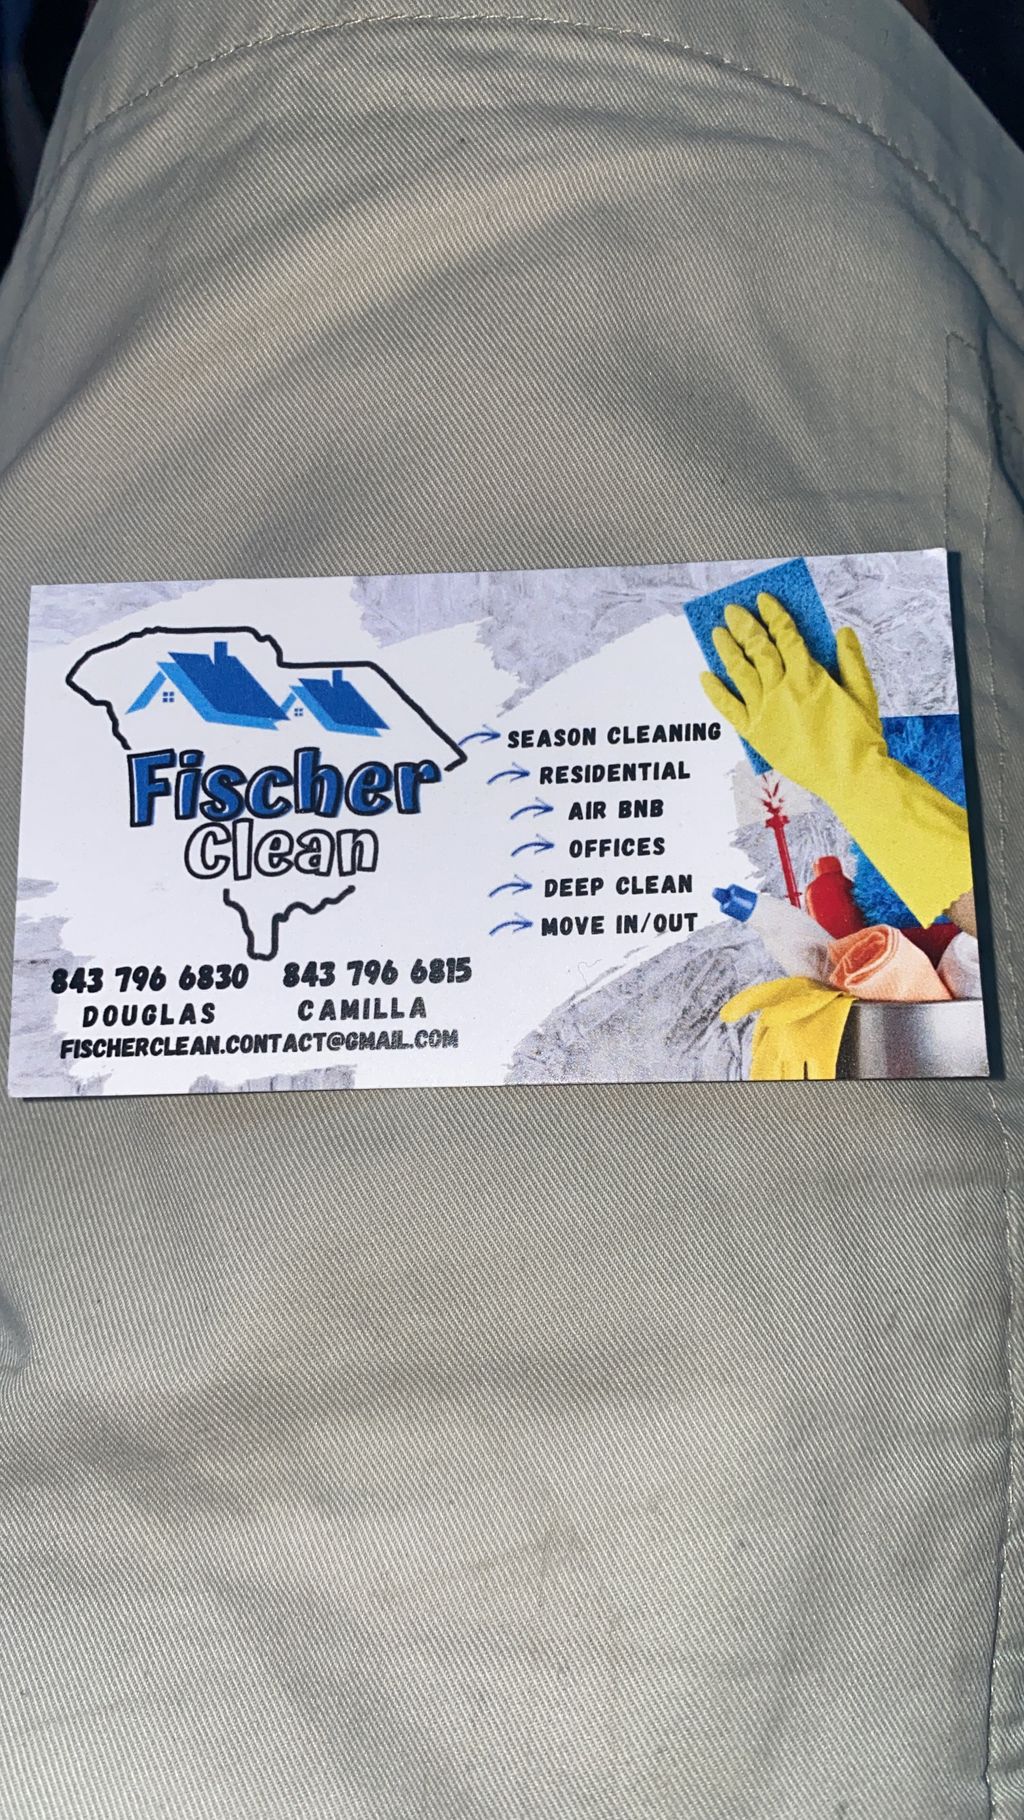 Fischer
Clean
SEASON CLEANING
RESIDENTIAL
AIR BNB
OFFICES
DEEP CLEAN
MOVE IN/OUT
843 796 6830 843 796 6815
DOUGLAS CAMILLA
FISCHERCLEAN.CONTACT@GMAIL.COM